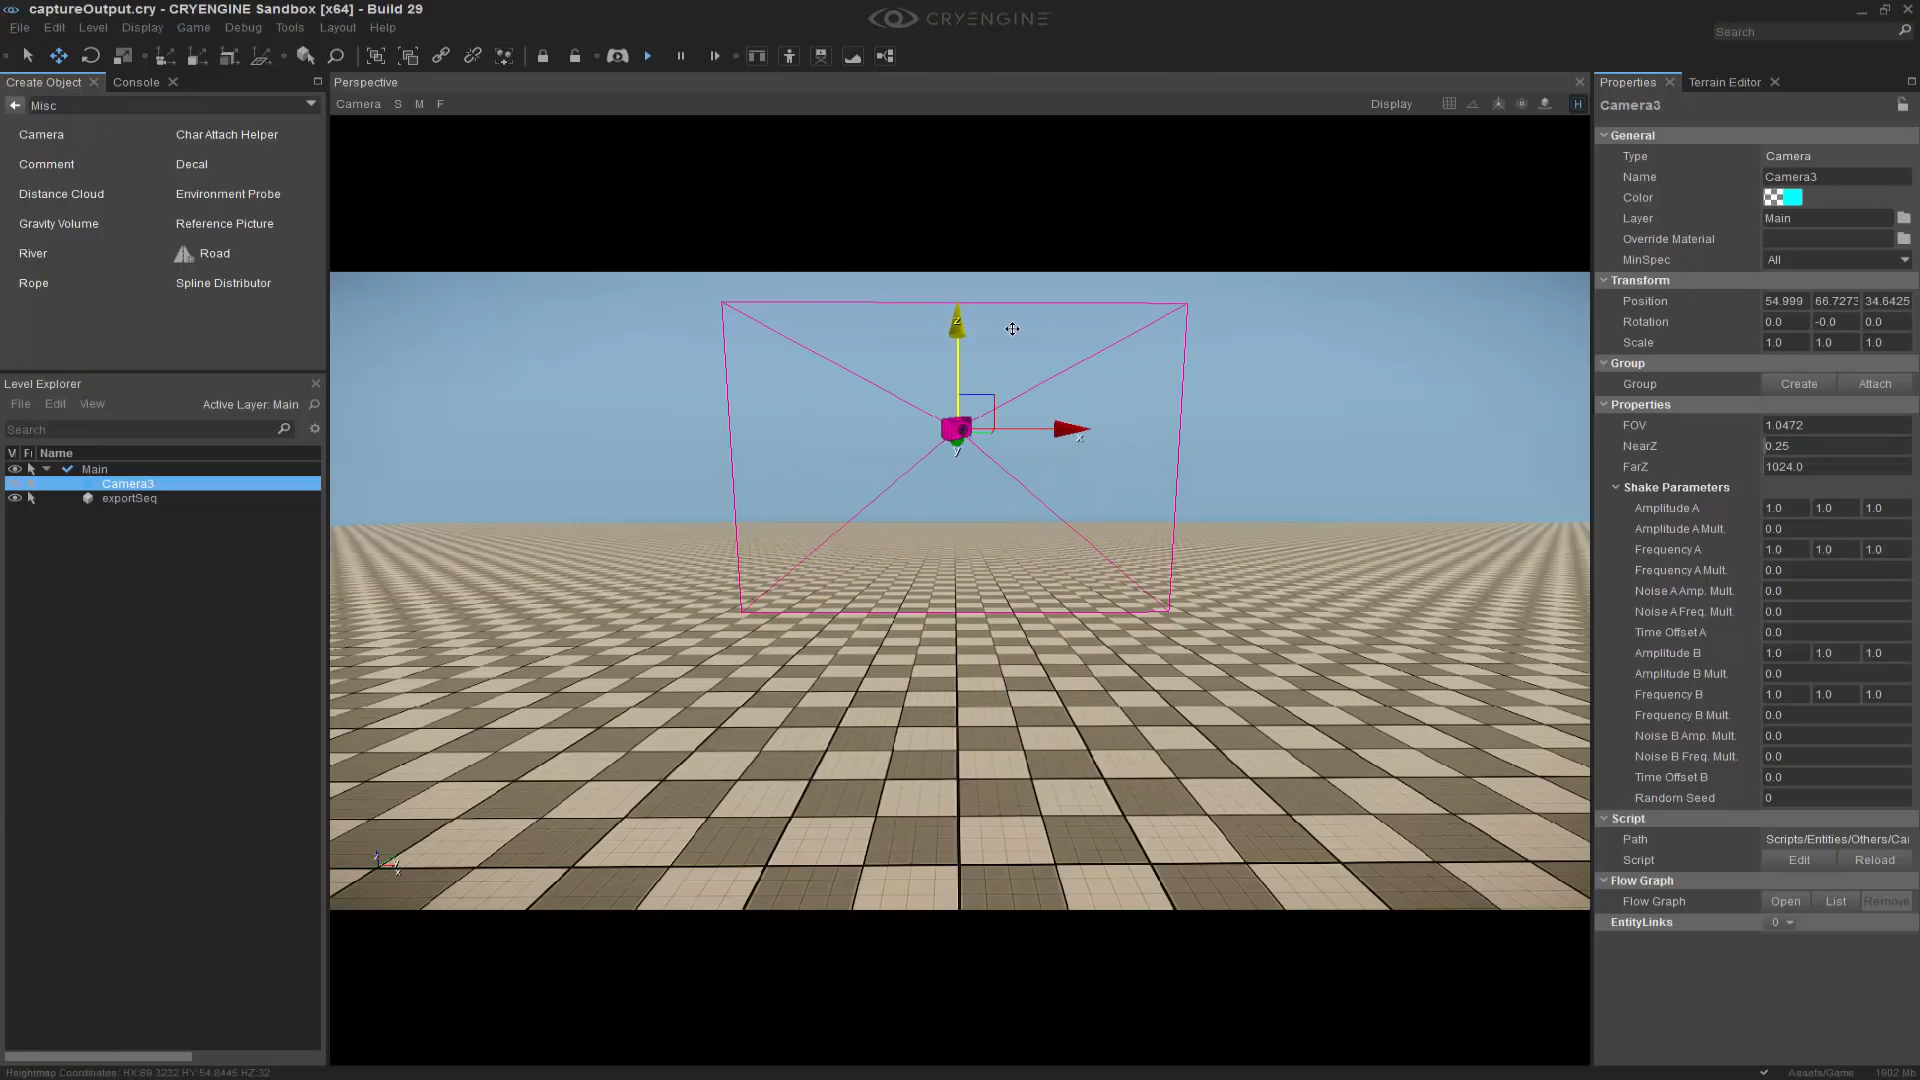 captureOutput.cry - CRYENGINE Sandbox [x64] - Build 29
CRYENGINE
File Edit Level Display Game Debug Tools Layout Help
Search
Create Object Console
Perspective
Properties Terrain Editor
Misc
Camera S M F
Display
H
Camera3
Camera Char Attach Helper
Comment Decal
Distance Cloud Environment Probe
Gravity Volume Reference Picture
River Road
Rope Spline Distributor
Level Explorer
File Edit View Active Layer: Main
Search
V Name
Main
Camera3
exportSeq
z
x
y
General
Type Camera
Name Camera3
Color
Layer Main
Override Material
MinSpec All
Transform
Position 54.999 66.7273 34.6425
Rotation 0.0 -0.0 0.0
Scale 1.0 1.0 1.0
Group
Group Create Attach
Properties
FOV 1.0472
NearZ 0.25
FarZ 1024.0
Shake Parameters
Amplitude A 1.0 1.0 1.0
Amplitude A Mult. 0.0
Frequency A 1.0 1.0 1.0
Frequency A Mult. 0.0
Noise A Amp. Mult. 0.0
Noise A Freq. Mult. 0.0
Time Offset A 0.0
Amplitude B 1.0 1.0 1.0
Amplitude B Mult. 0.0
Frequency B 1.0 1.0 1.0
Frequency B Mult. 0.0
Noise B Amp. Mult. 0.0
Noise B Freq. Mult. 0.0
Time Offset B 0.0
Random Seed 0
Script
Path Scripts/Entities/Others/Ca
Script Edit Reload
Flow Graph
Flow Graph Open List Remove
EntityLinks 0
Heightmap Coordinates: HX:69.3232 HY:54.8445 HZ:32
Assets/Game 1902 Mb